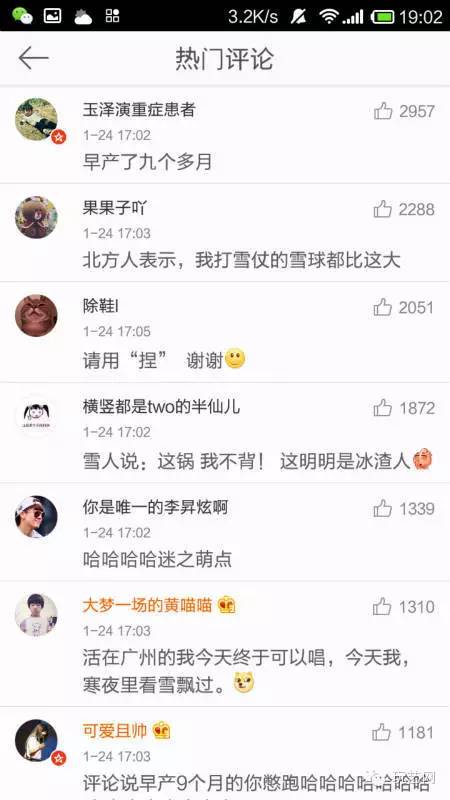 3.2K/s 19:02
热门评论
玉泽演重症患者 2957
1-24 17:02
早产了九个多月
果果子吖 2288
1-24 17:03
北方人表示，我打雪仗的雪球都比这大
除鞋l 2051
1-24 17:05
请用“捏” 谢谢
横竖都是two的半仙儿 1872
1-24 17:02
雪人说：这锅 我不背！ 这明明是冰渣人
你是唯一的李昇炫啊 1339
1-24 17:02
哈哈哈哈迷之萌点
大梦一场的黄喵喵 1310
1-24 17:03
活在广州的我今天终于可以唱，今天我，
寒夜里看雪飘过。
可爱且帅 1181
1-24 17:03
评论说早产9个月的你憋跑哈哈哈哈哈哈哈